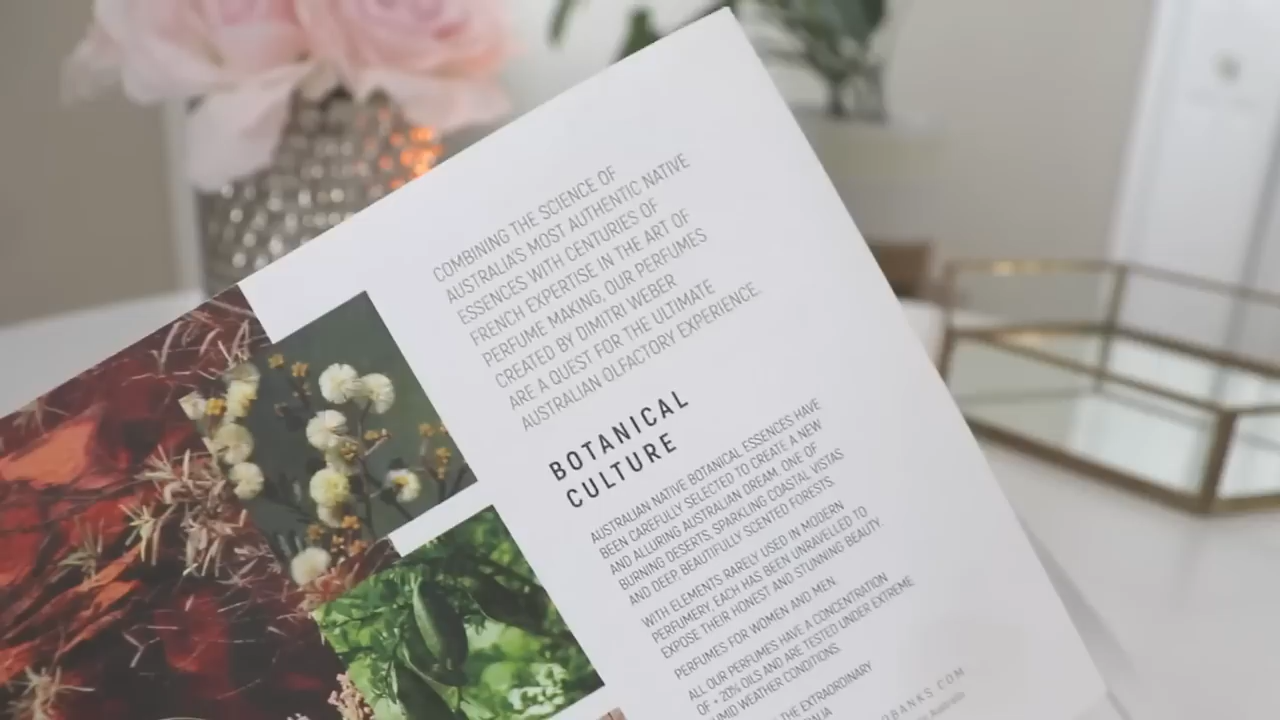 COMBINING THE SCIENCE OF
AUSTRALIA'S MOST AUTHENTIC NATIVE
ESSENCES WITH CENTURIES OF
FRENCH EXPERTISE IN THE ART OF
PERFUME MAKING, OUR PERFUMES
CREATED BY DIMITRI WEBER
ARE A QUEST FOR THE ULTIMATE
AUSTRALIAN OLFACTORY EXPERIENCE.
BOTANICAL
CULTURE
AUSTRALIAN NATIVE BOTANICAL ESSENCES HAVE
BEEN CAREFULLY SELECTED TO CREATE A NEW
AND ALLURING AUSTRALIAN DREAM. ONE OF
BURNING DESERTS, SPARKLING COASTAL VISTAS
AND DEEP, BEAUTIFULLY SCENTED FORESTS.
WITH ELEMENTS RARELY USED IN MODERN
PERFUMERY, EACH HAS BEEN UNRAVELLED TO
EXPOSE THEIR HONEST AND STUNNING BEAUTY.
PERFUMES FOR WOMEN AND MEN.
ALL OUR PERFUMES HAVE A CONCENTRATION
OF + 20% OILS AND ARE TESTED UNDER EXTREME
UMID WEATHER CONDITIONS.
THE EXTRAORDINARY
OBANKS.COM
Australia